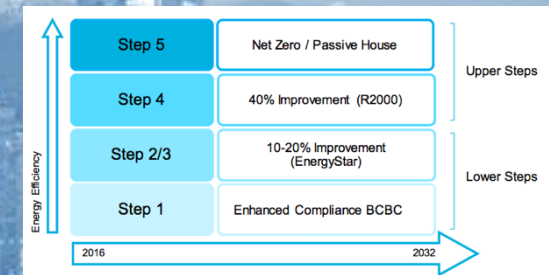 Energy Efficiency
Step 5
Net Zero / Passive House
Step 4
40% Improvement (R2000)
Upper Steps
Step 2/3
10-20% Improvement
(EnergyStar)
Step 1
Enhanced Compliance BCBC
Lower Steps
2016
2032